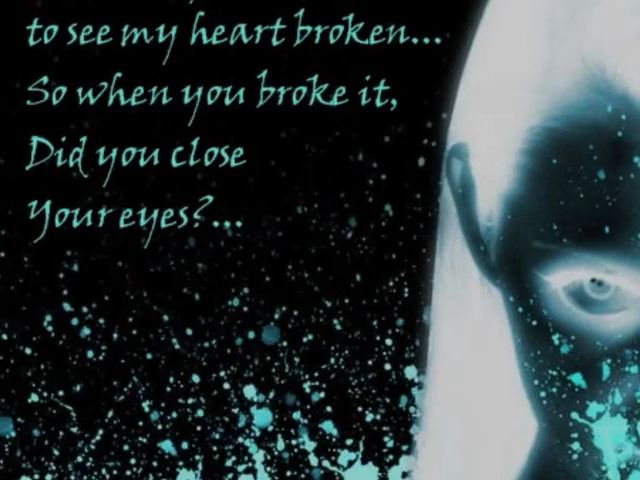 to see my heart broken...
So when you broke it,
Did you close
Your eyes?...